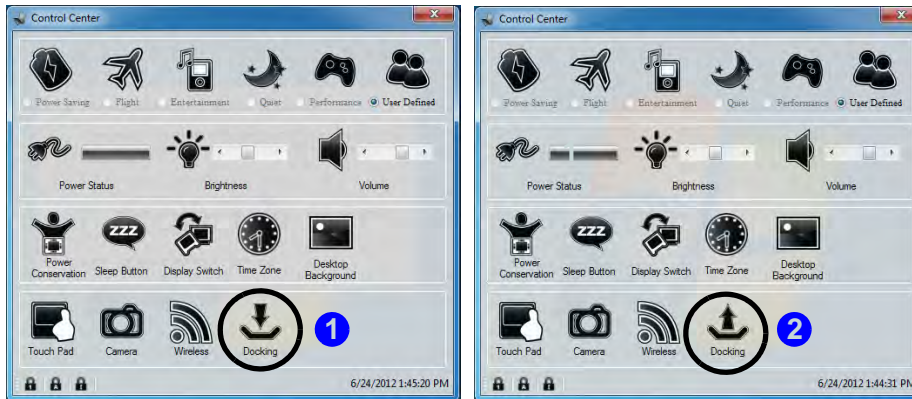 Control Center
Power Saving Flight Entertainment Quiet Performance User Defined
Power Status Brightness Volume
ZZZ
Power Conservation Sleep Button Display Switch Time Zone Desktop Background
1
Touch Pad Camera Wireless Docking
A
6/24/2012 1:45:20 PM
Control Center
Power Saving Flight Entertainment Quiet Performance User Defined
Power Status Brightness Volume
ZZZ
Power Conservation Sleep Button Display Switch Time Zone Desktop Background
2
Touch Pad Camera Wireless Docking
A
6/24/2012 1:44:31 PM